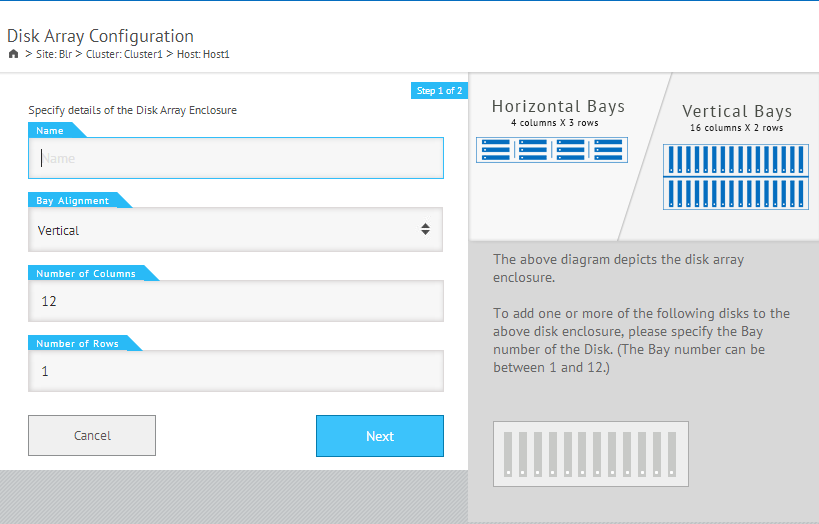 Disk Array Configuration
> Site: Blr > Cluster: Cluster1 > Host: Host1
Step 1 of 2
Specify details of the Disk Array Enclosure
Name
Name
Bay Alignment
Vertical
Number of Columns
12
Number of Rows
1
Cancel
Next
Horizontal Bays
4 columns X 3 rows
Vertical Bays
16 columns X 2 rows
The above diagram depicts the disk array
enclosure.
To add one or more of the following disks to the
above disk enclosure, please specify the Bay
number of the Disk. (The Bay number can be
between 1 and 12.)